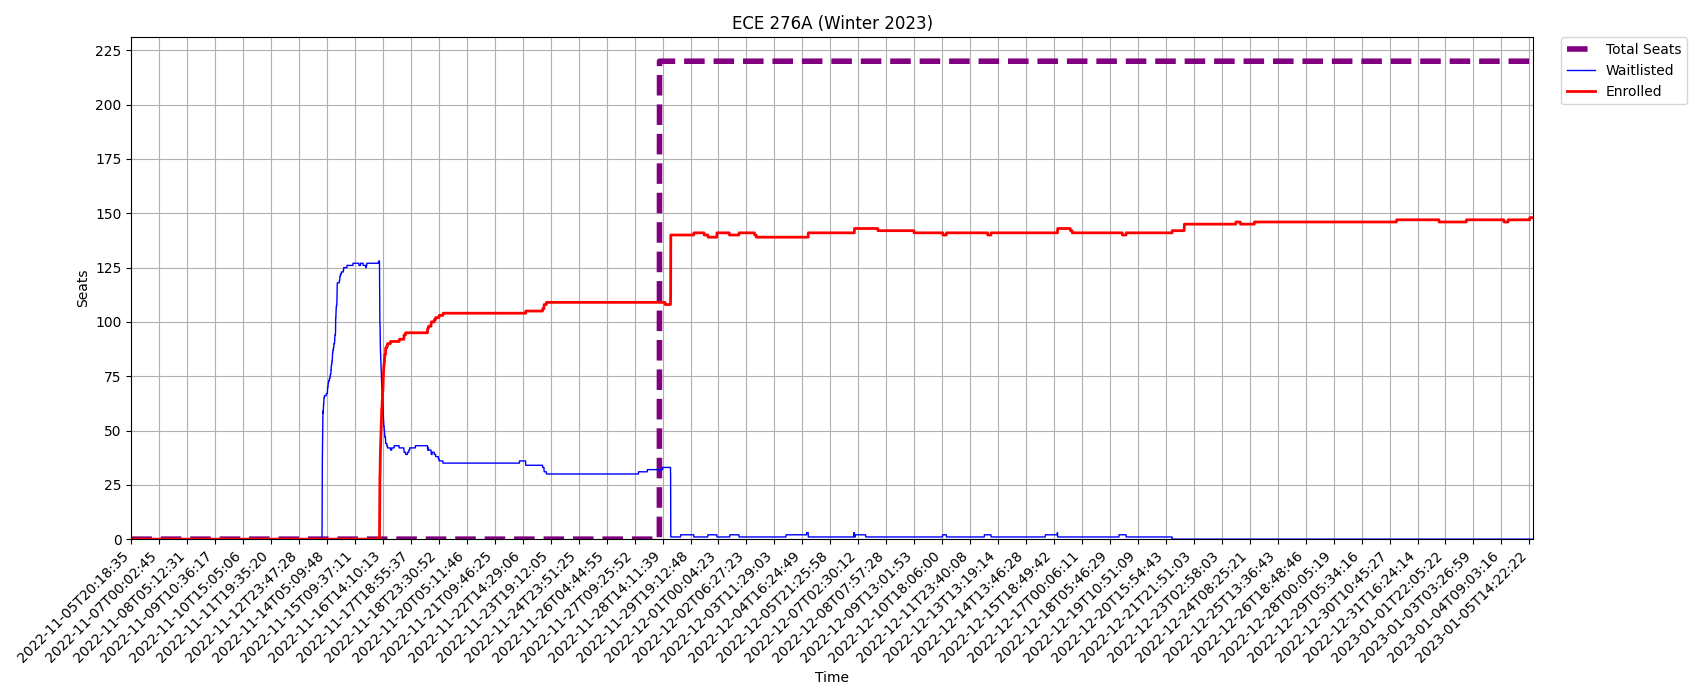 ECE 276A (Winter 2023)
Total Seats
Waitlisted
Enrolled
225
200
175
150
125
100
75
50
25
0
Seats
2022-11-05T20:18:35
2022-11-07T00:02:45
2022-11-08T05:12:31
2022-11-09T10:36:17
2022-11-10T15:05:06
2022-11-11T19:35:20
2022-11-12T23:47:28
2022-11-14T05:09:48
2022-11-15T09:37:11
2022-11-16T14:10:13
2022-11-17T18:55:37
2022-11-18T23:30:52
2022-11-20T05:11:46
2022-11-21T09:46:25
2022-11-22T14:29:06
2022-11-23T19:12:05
2022-11-24T23:51:25
2022-11-26T04:44:55
2022-11-27T09:25:52
2022-11-28T14:11:39
2022-11-29T19:12:48
2022-12-01T00:04:23
2022-12-02T06:27:23
2022-12-03T11:29:03
2022-12-04T16:24:49
2022-12-05T21:25:58
2022-12-07T02:30:12
2022-12-08T07:57:28
2022-12-09T13:01:53
2022-12-10T18:06:00
2022-12-11T23:40:08
2022-12-13T13:19:14
2022-12-14T13:46:28
2022-12-15T18:49:42
2022-12-17T00:06:11
2022-12-18T05:46:29
2022-12-19T10:51:09
2022-12-20T15:54:43
2022-12-21T21:51:03
2022-12-23T02:58:03
2022-12-24T08:25:21
2022-12-25T13:36:43
2022-12-26T18:48:46
2022-12-28T00:05:19
2022-12-29T05:34:16
2022-12-30T10:45:27
2022-12-31T16:24:14
2023-01-01T22:05:22
2023-01-03T03:26:59
2023-01-04T09:03:16
2023-01-05T14:22:22
Time